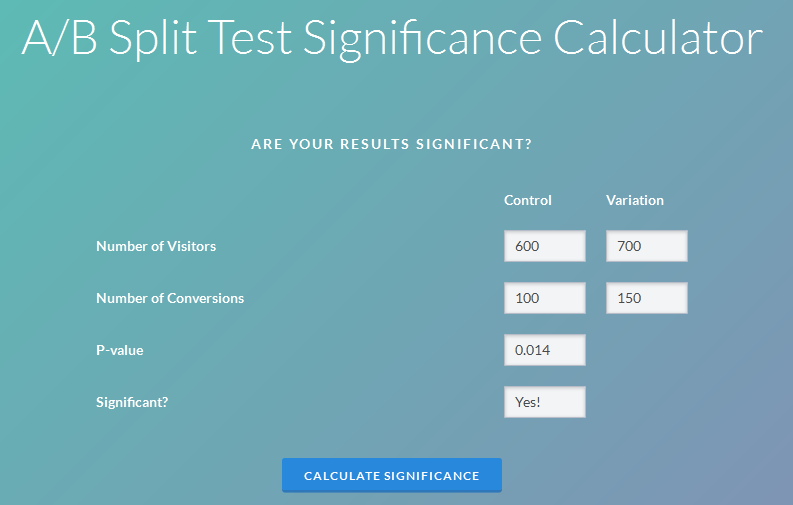 A/B Split Test Significance Calculator
ARE YOUR RESULTS SIGNIFICANT?
Control Variation
Number of Visitors 600 700
Number of Conversions 100 150
P-value 0.014
Significant? Yes!
CALCULATE SIGNIFICANCE